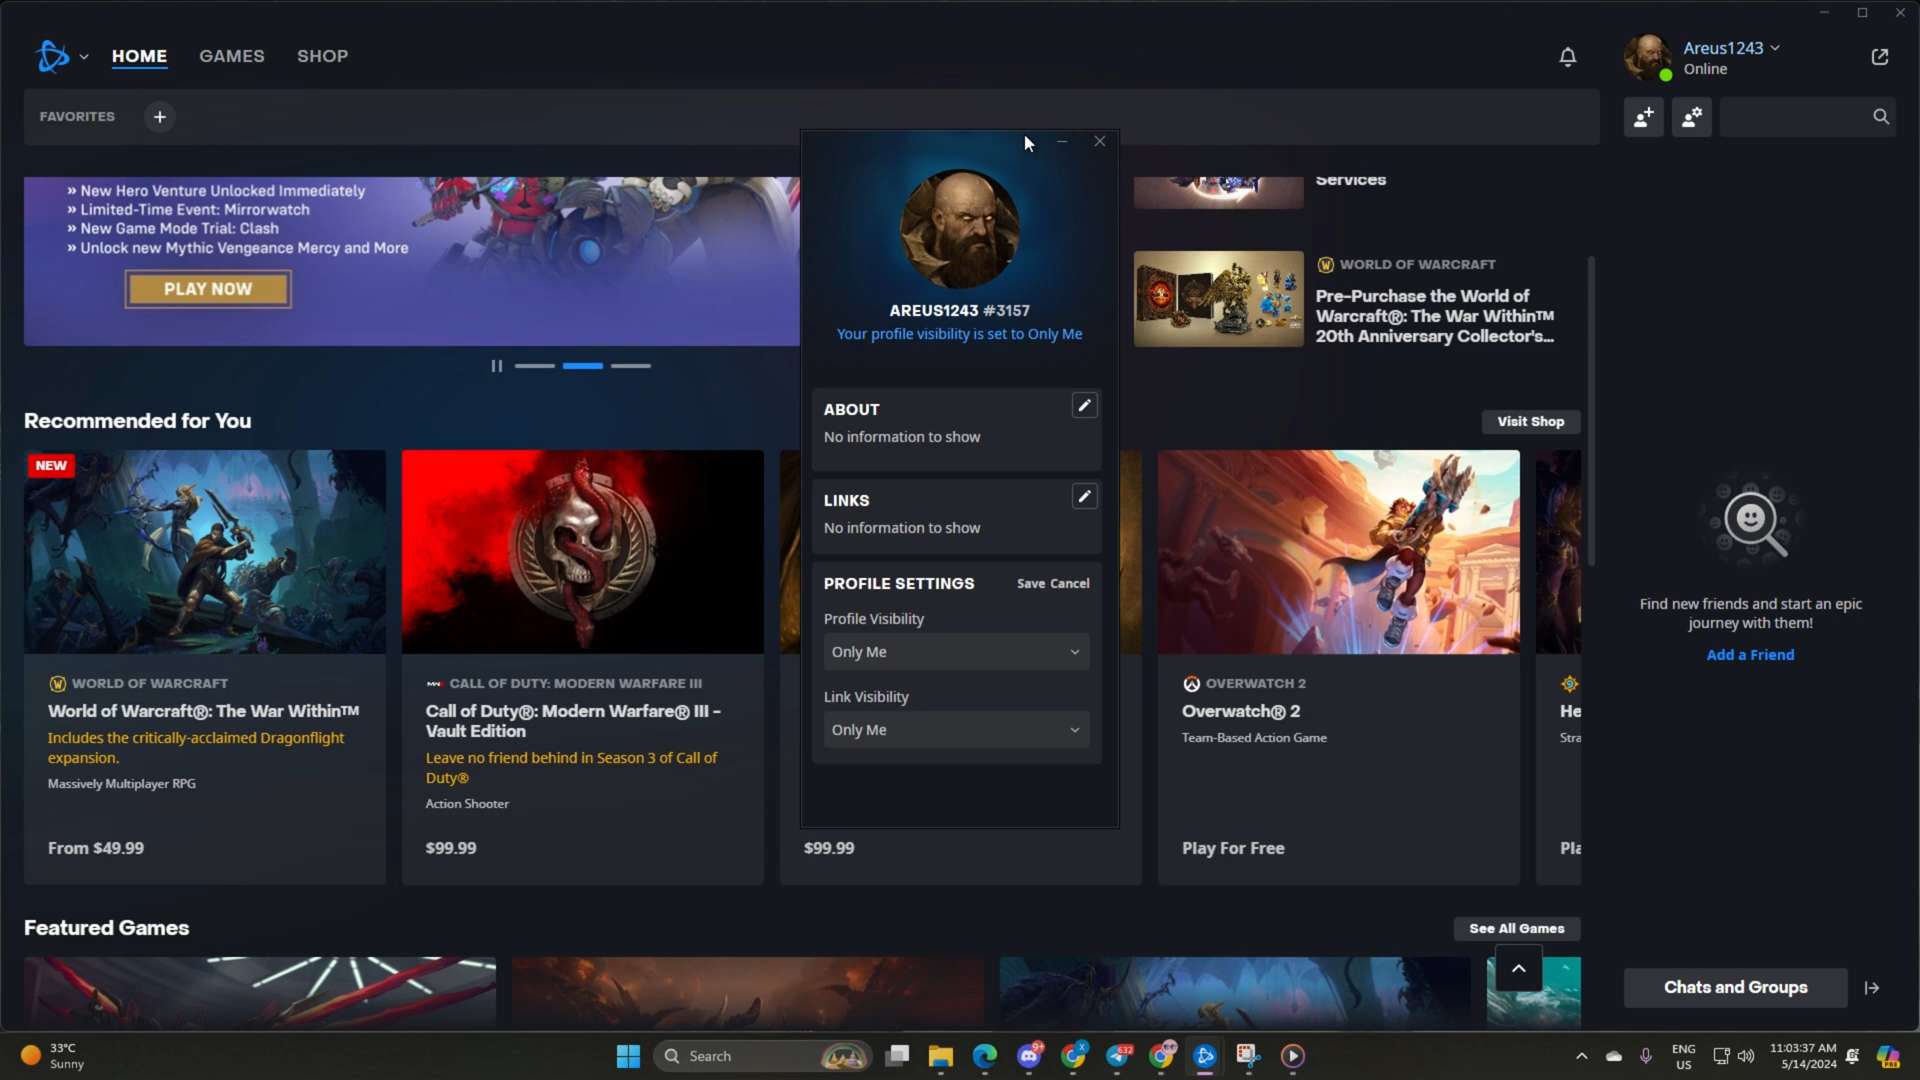 HOME
GAMES
SHOP
Areus1243
Online
FAVORITES
» New Hero Venture Unlocked Immediately
» Limited-Time Event: Mirrorwatch
» New Game Mode Trial: Clash
» Unlock new Mythic Vengeance Mercy and More
PLAY NOW
Services
WORLD OF WARCRAFT
Pre-Purchase the World of
Warcraft®: The War Within™
20th Anniversary Collector's...
AREUS1243 #3157
Your profile visibility is set to Only Me
ABOUT
No information to show
LINKS
No information to show
PROFILE SETTINGS
Save Cancel
Profile Visibility
Only Me
Link Visibility
Only Me
Recommended for You
Visit Shop
NEW
WORLD OF WARCRAFT
World of Warcraft®: The War Within™
Includes the critically-acclaimed Dragonflight
expansion.
Massively Multiplayer RPG
From $49.99
CALL OF DUTY: MODERN WARFARE III
Call of Duty®: Modern Warfare® III –
Vault Edition
Leave no friend behind in Season 3 of Call of
Duty®
Action Shooter
$99.99
$99.99
OVERWATCH 2
Overwatch® 2
Team-Based Action Game
Play For Free
He
Stra
Pla
Find new friends and start an epic
journey with them!
Add a Friend
Featured Games
See All Games
Chats and Groups
33°C
Sunny
Search
9+
632
ENG
US
11:03:37 AM
5/14/2024
PRE